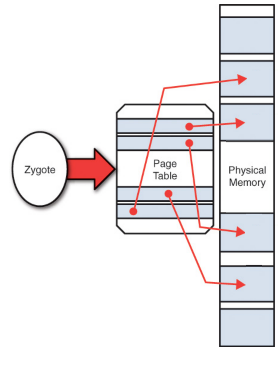 Zygote
Page
Table
Physical
Memory